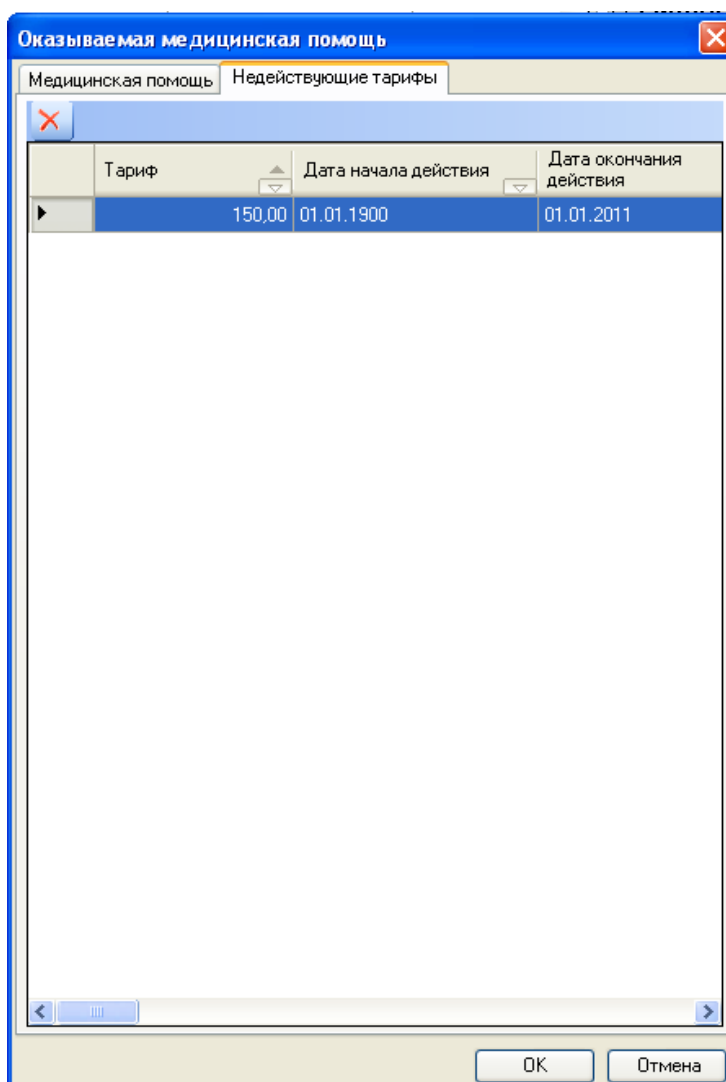 Оказываемая медицинская помощь
Медицинская помощь Недействующие тарифы
Тариф Дата начала действия Дата окончания
действия
150,00 01.01.1900 01.01.2011
OK Отмена